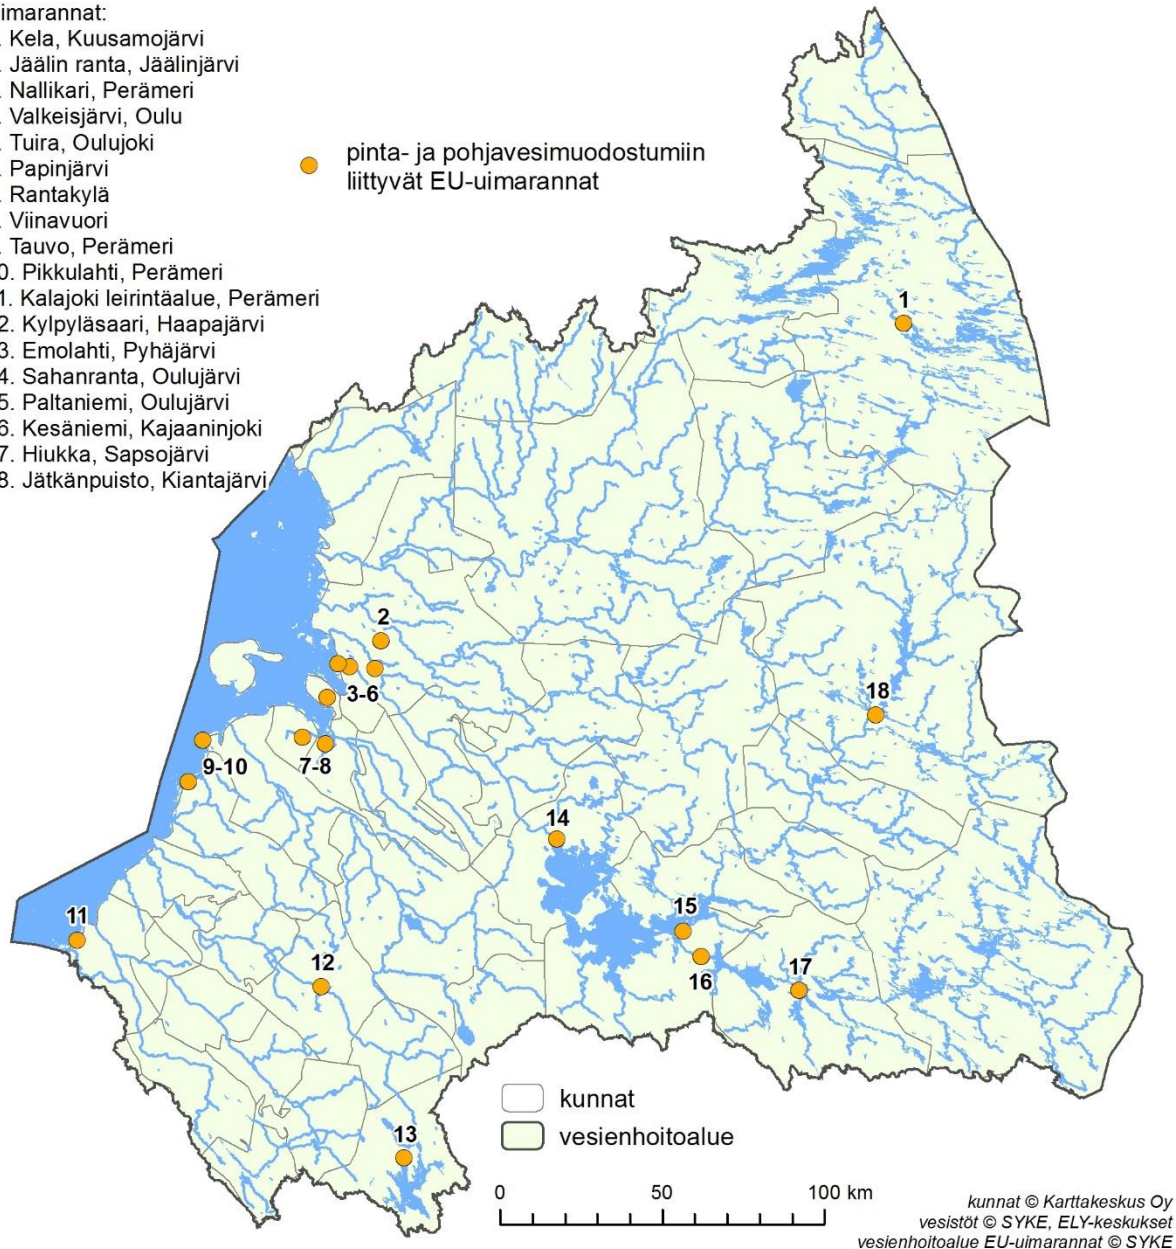 imarannat:
. Kela, Kuusamojärvi
. Jäälin ranta, Jäälinjärvi
. Nallikari, Perämeri
. Valkeisjärvi, Oulu
. Tuira, Oulujoki
. Papinjärvi
. Rantakylä
. Viinavuori
. Tauvo, Perämeri
0. Pikkulahti, Perämeri
1. Kalajoki leirintäalue, Perämeri
2. Kylpyläsaari, Haapajärvi
3. Emolahti, Pyhäjärvi
4. Sahanranta, Oulujärvi
5. Paltaniemi, Oulujärvi
6. Kesäniemi, Kajaaninjoki
7. Hiukka, Sapsojärvi
8. Jätkänpuisto, Kiantajärvi
pinta- ja pohjavesimuodostumiin
liittyvät EU-uimarannat
1
2
3-6
18
7-8
9-10
14
15
11
12
16
17
13
kunnat
vesienhoitoalue
0 50 100 km
kunnat © Karttakeskus Oy
vesistöt © SYKE, ELY-keskukset
vesienhoitoalue EU-uimarannat © SYKE